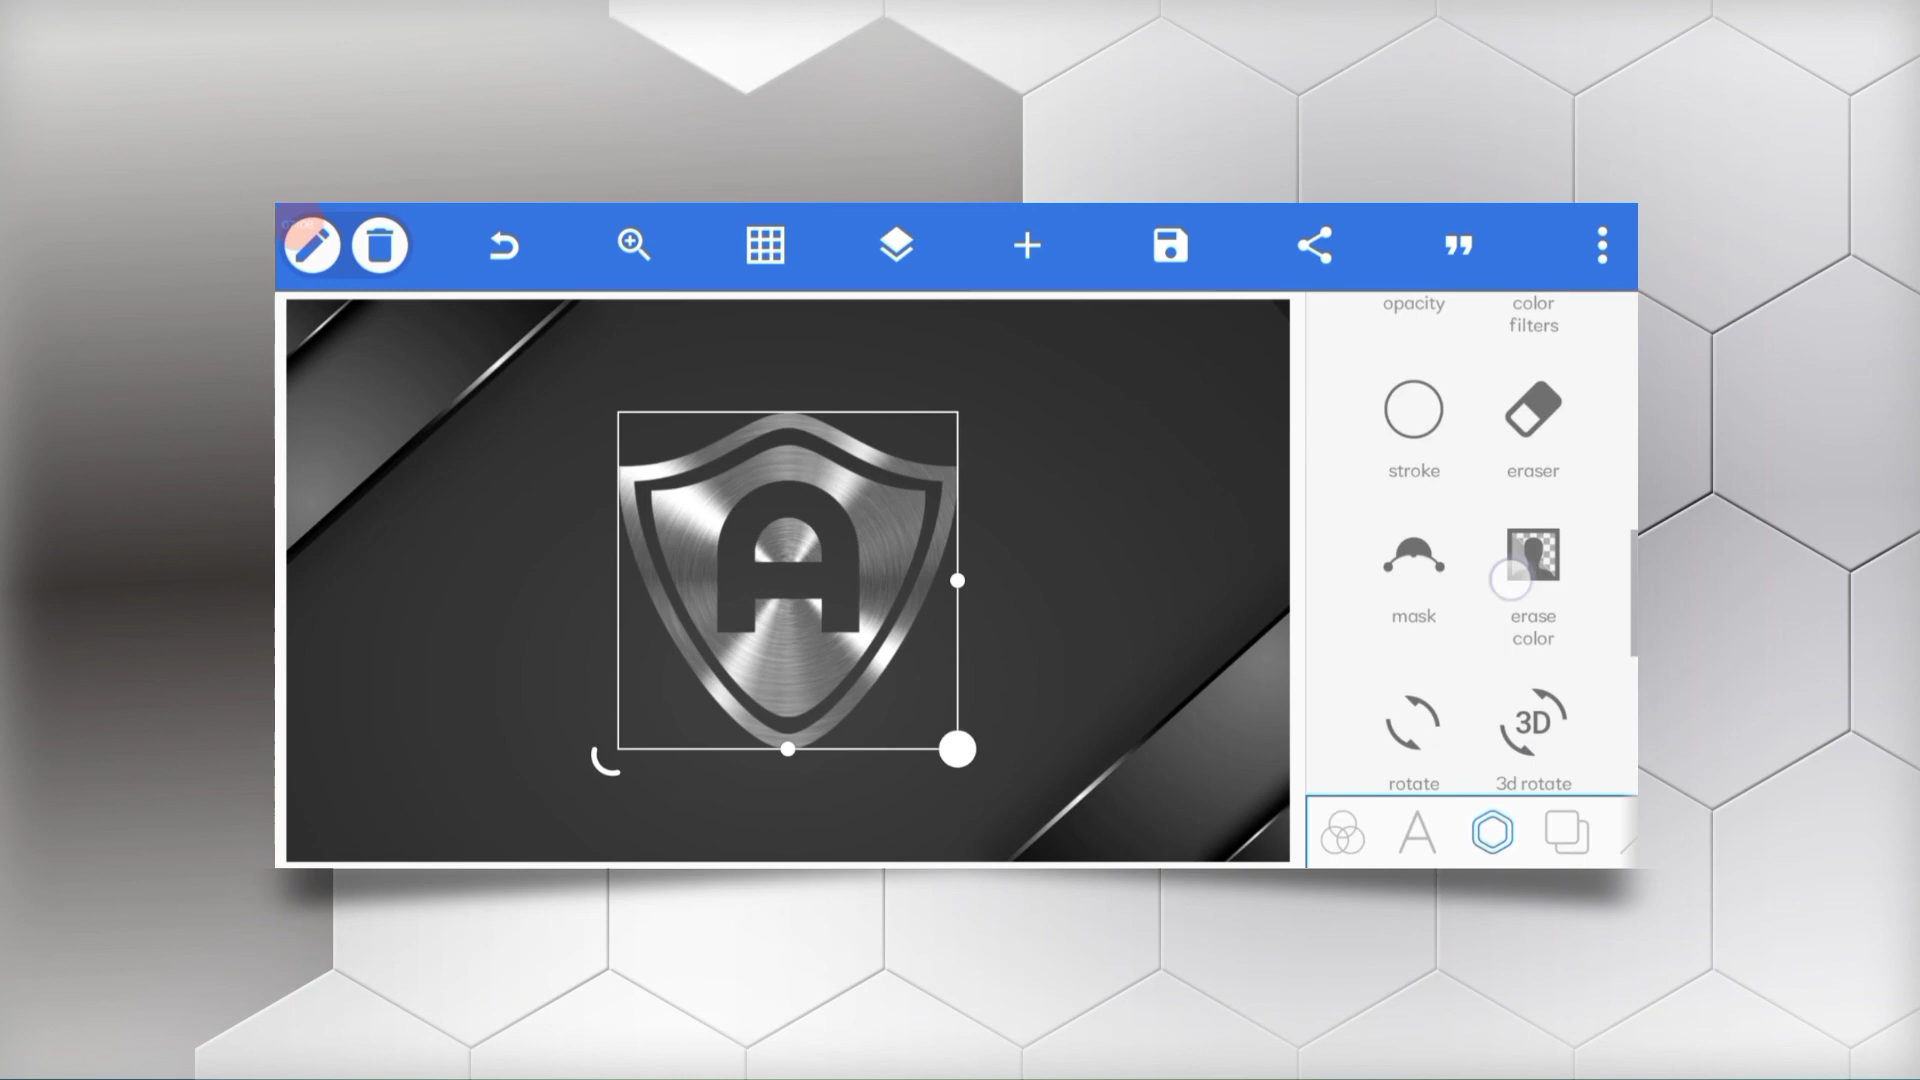 opacity
color
filters
A
stroke
eraser
mask
erase
color
rotate
3D
3d rotate
A